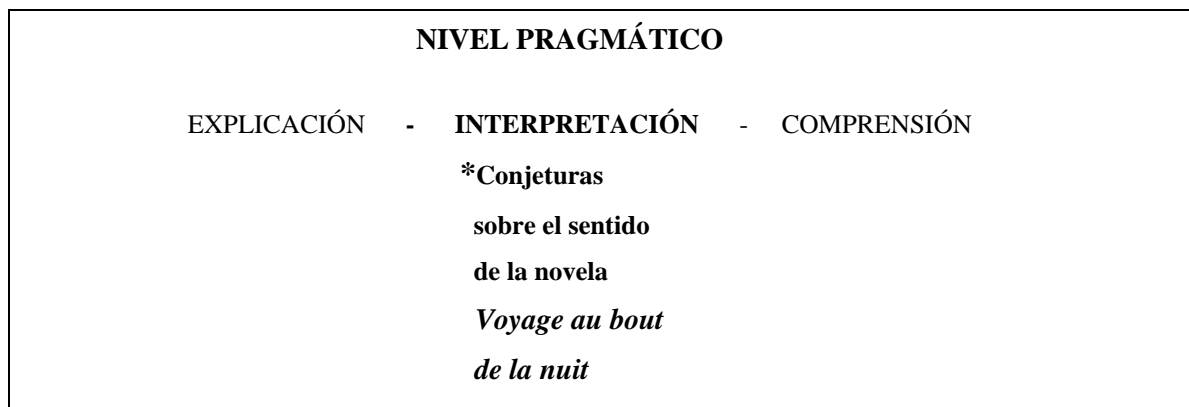 NIVEL PRAGMÁTICO
EXPLICACIÓN - INTERPRETACIÓN - COMPRENSIÓN
*Conjeturas
sobre el sentido
de la novela
Voyage au bout
de la nuit